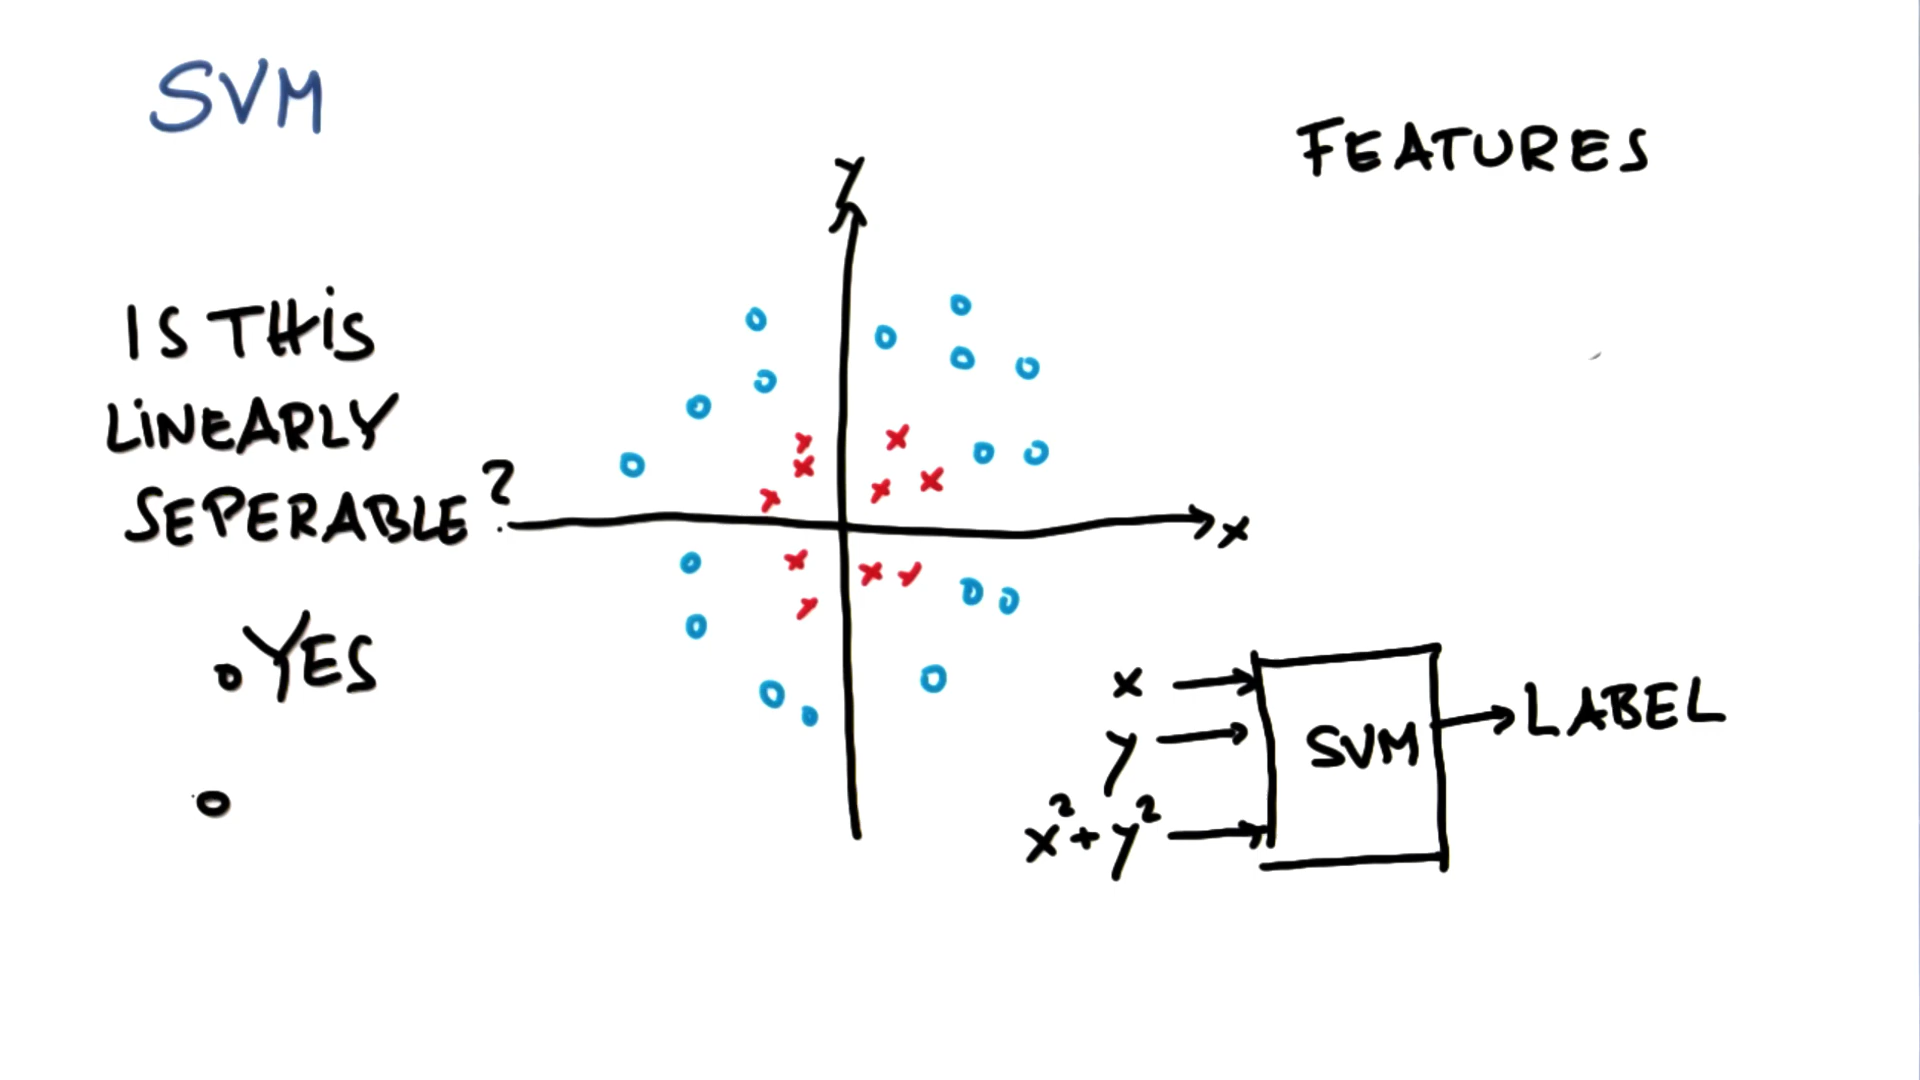 SVM
FEATURES
y
IS THIS
LINEARLY
SEPERABLE?
x
YES
x
y
x²+y²
SVM
LABEL